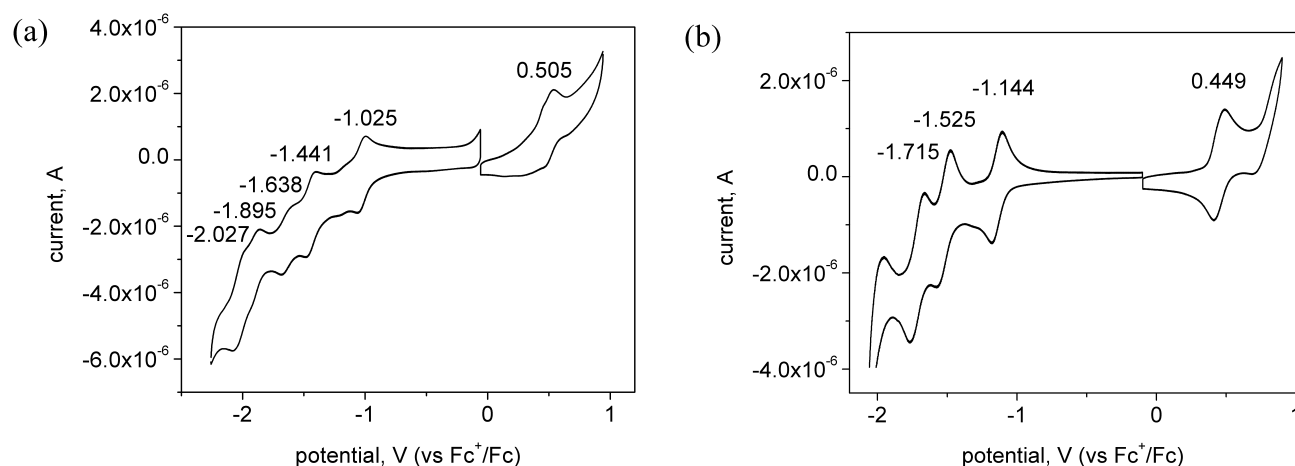 (a)
4.0x10⁻⁶
2.0x10⁻⁶
0.0
-2.0x10⁻⁶
-4.0x10⁻⁶
-6.0x10⁻⁶
current, A
0.505
-1.025
-1.441
-1.638
-1.895
-2.027
-2
-1
0
1
potential, V (vs Fc⁺/Fc)
(b)
2.0x10⁻⁶
0.0
-2.0x10⁻⁶
-4.0x10⁻⁶
current, A
0.449
-1.144
-1.525
-1.715
-2
-1
0
1
potential, V (vs Fc⁺/Fc)